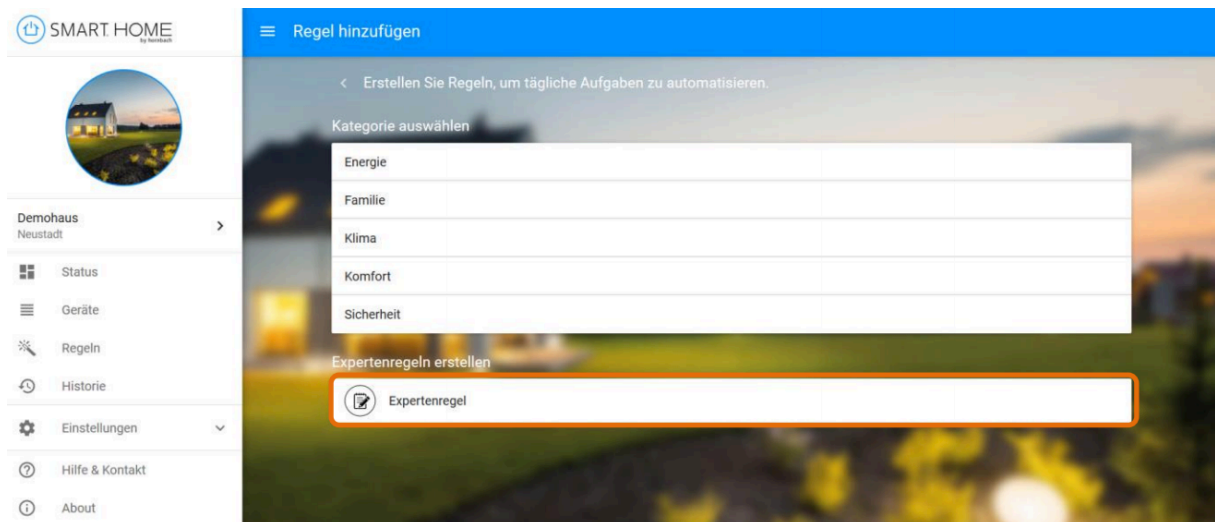 SMART HOME
by hornbach
Demohaus
Neustadt
Status
Geräte
Regeln
Historie
Einstellungen
Hilfe & Kontakt
About
Regel hinzufügen
Erstellen Sie Regeln, um tägliche Aufgaben zu automatisieren.
Kategorie auswählen
Energie
Familie
Klima
Komfort
Sicherheit
Expertenregeln erstellen
Expertenregel